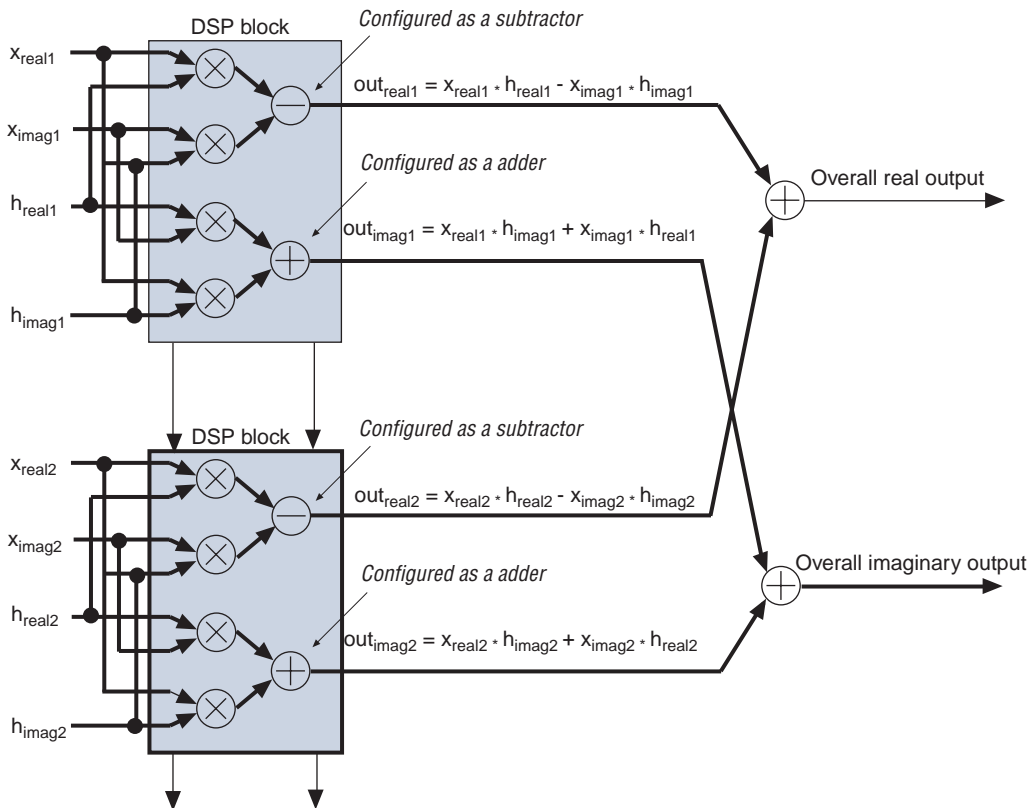 Configured as a subtractor
DSP block
x_real1
out_real1 = x_real1 * h_real1 - x_imag1 * h_imag1
x_imag1
Configured as a adder
Overall real output
h_real1
out_imag1 = x_real1 * h_imag1 + x_imag1 * h_real1
h_imag1
Configured as a subtractor
DSP block
x_real2
out_real2 = x_real2 * h_real2 - x_imag2 * h_imag2
x_imag2
Overall imaginary output
Configured as a adder
h_real2
out_imag2 = x_real2 * h_imag2 + x_imag2 * h_real2
h_imag2